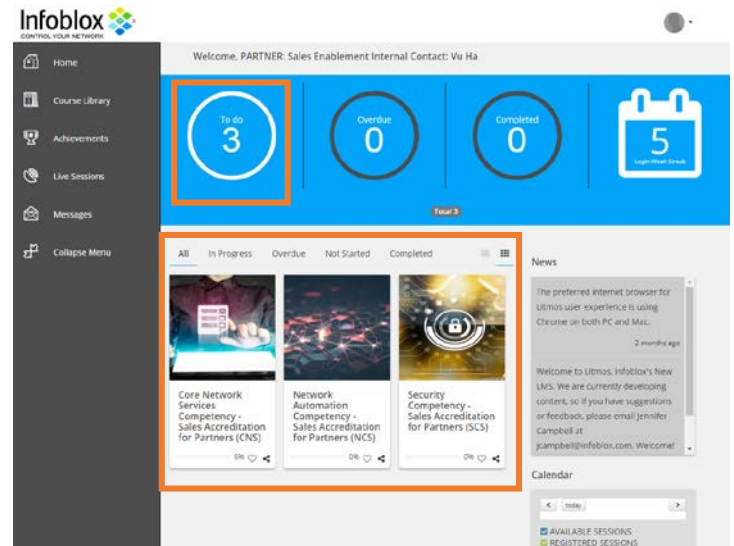 Infoblox
CONTROL YOUR NETWORK
Welcome, PARTNER: Sales Enablement Internal Contact: Vu Ha
Home
Course Library
Achievements
Live Sessions
Messages
Collapse Menu
To do
3
Overdue
0
Completed
0
5
Login Week Streak
Total 3
All
In Progress
Overdue
Not Started
Completed
Core Network
Services
Competency -
Sales Accreditation
for Partners (CNS)
0%
Network
Automation
Competency -
Sales Accreditation
for Partners (NCS)
0%
Security
Competency -
Sales Accreditation
for Partners (SCS)
0%
News
The preferred internet browser for
Litmos user experience is using
Chrome on both PC and Mac.
2 months ago
Welcome to Litmos, Infoblox's New
LMS. We are currently developing
content, so if you have suggestions
or feedback, please email Jennifer
Campbell at
jcampbell@infoblox.com. Welcome!
Calendar
today
AVAILABLE SESSIONS
REGISTERED SESSIONS